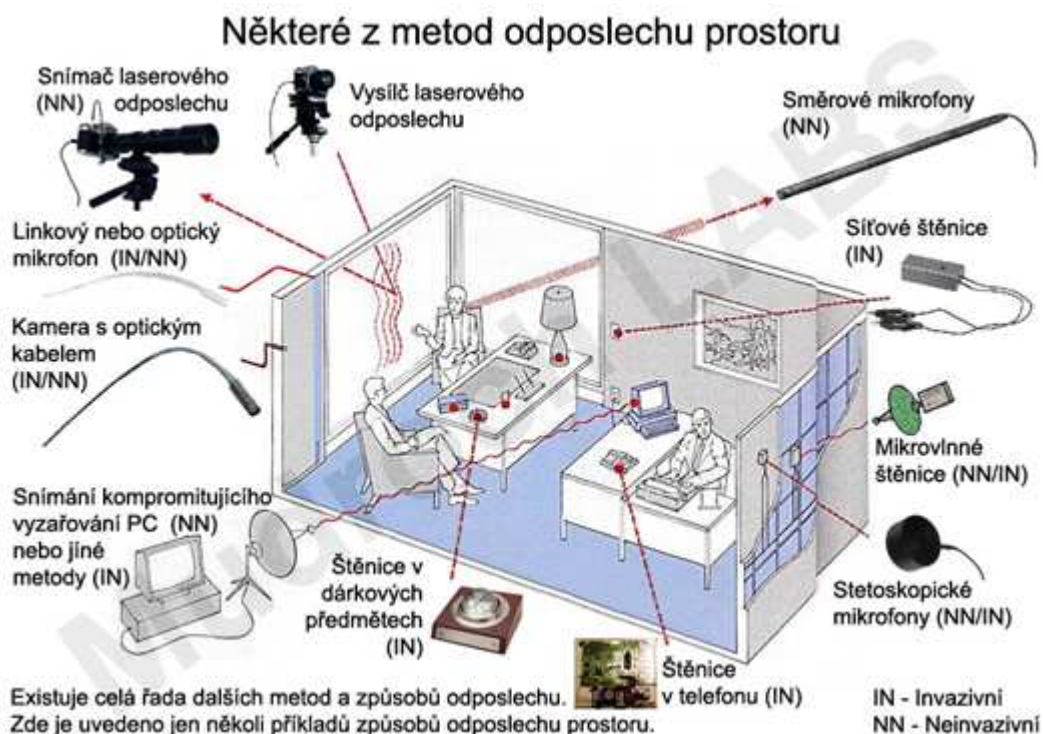 Některé z metod odposlechu prostoru
Snímač laserového
(NN) odposlechu
Vysílč laserového
odposlechu
Směrové mikrofony
(NN)
Linkový nebo optický
mikrofon (IN/NN)
Síťové štěnice
(IN)
Kamera s optickým
kabelem
(IN/NN)
Mikrovlnné
štěnice (NN/IN)
Snímání kompromitujícího
vyzařování PC (NN)
nebo jiné
metody (IN)
Štěnice v
dárkových
předmětech
(IN)
Stetoskopické
mikrofony (NN/IN)
Štěnice
v telefonu (IN)
Existuje celá řada dalších metod a způsobů odposlechu.
Zde je uvedeno jen několi příkladů způsobů odposlechu prostoru.
IN - Invazivní
NN - Neinvazivní
LABS